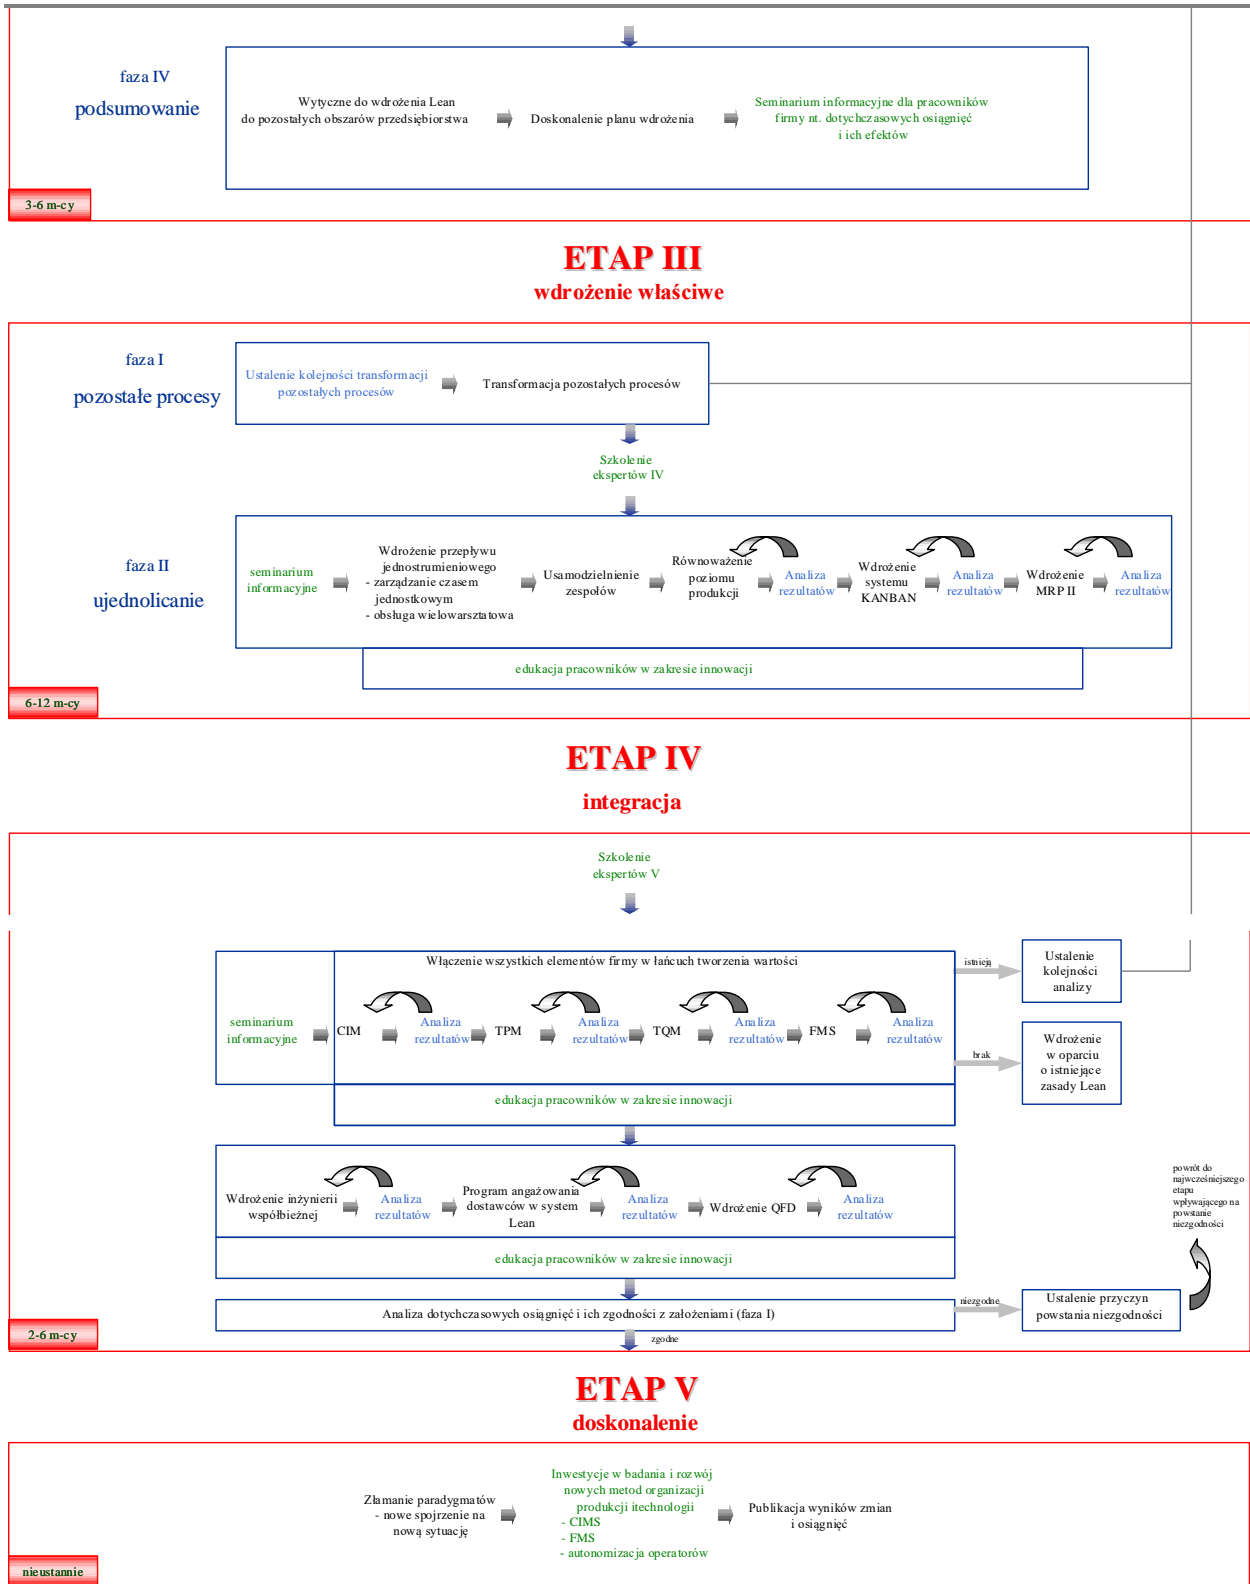 faza IV
podsumowanie
Wytyczne do wdrożenia Lean
do pozostałych obszarów przedsiębiorstwa
Doskonalenie planu wdrożenia
Seminarium informacyjne dla pracowników
firmy nt. dotychczasowych osiągnięć
i ich efektów
3-6 m-cy
ETAP III
wdrożenie właściwe
faza I
pozostałe procesy
Ustalenie kolejności transformacji
pozostałych procesów
Transformacja pozostałych procesów
Szkolenie
ekspertów IV
faza II
ujednolicanie
seminarium
informacyjne
Wdrożenie przepływu
jednostrumieniowego
- zarządzanie czasem
jednostkowym
- obsługa wielowarsztatowa
Usamodzielnienie
zespołów
Równoważenie
poziomu
produkcji
Analiza
rezultatów
Wdrożenie
systemu
KANBAN
Analiza
rezultatów
Wdrożenie
MRP II
Analiza
rezultatów
edukacja pracowników w zakresie innowacji
6-12 m-cy
ETAP IV
integracja
Szkolenie
ekspertów V
Włączenie wszystkich elementów firmy w łańcuch tworzenia wartości
seminarium
informacyjne
CIM
Analiza
rezultatów
TPM
Analiza
rezultatów
TQM
Analiza
rezultatów
FMS
Analiza
rezultatów
istnieją
Ustalenie
kolejności
analizy
brak
Wdrożenie
w oparciu
o istniejące
zasady Lean
edukacja pracowników w zakresie innowacji
Wdrożenie inżynierii
współbieżnej
Analiza
rezultatów
Program angażowania
dostawców w system
Lean
Analiza
rezultatów
Wdrożenie QFD
Analiza
rezultatów
powrót do
najwcześniejszego
etapu
wpływającego na
powstanie
niezgodności
edukacja pracowników w zakresie innowacji
Analiza dotychczasowych osiągnięć i ich zgodności z założeniami (faza I)
niezgodne
Ustalenie przyczyn
powstania niezgodności
zgodne
2-6 m-cy
ETAP V
doskonalenie
Złamanie paradygmatów
- nowe spojrzenie na
nową sytuację
Inwestycje w badania i rozwój
nowych metod organizacji
produkcji itechnologii
- CIMS
- FMS
- autonomizacja operatorów
Publikacja wyników zmian
i osiągnięć
nieustannie